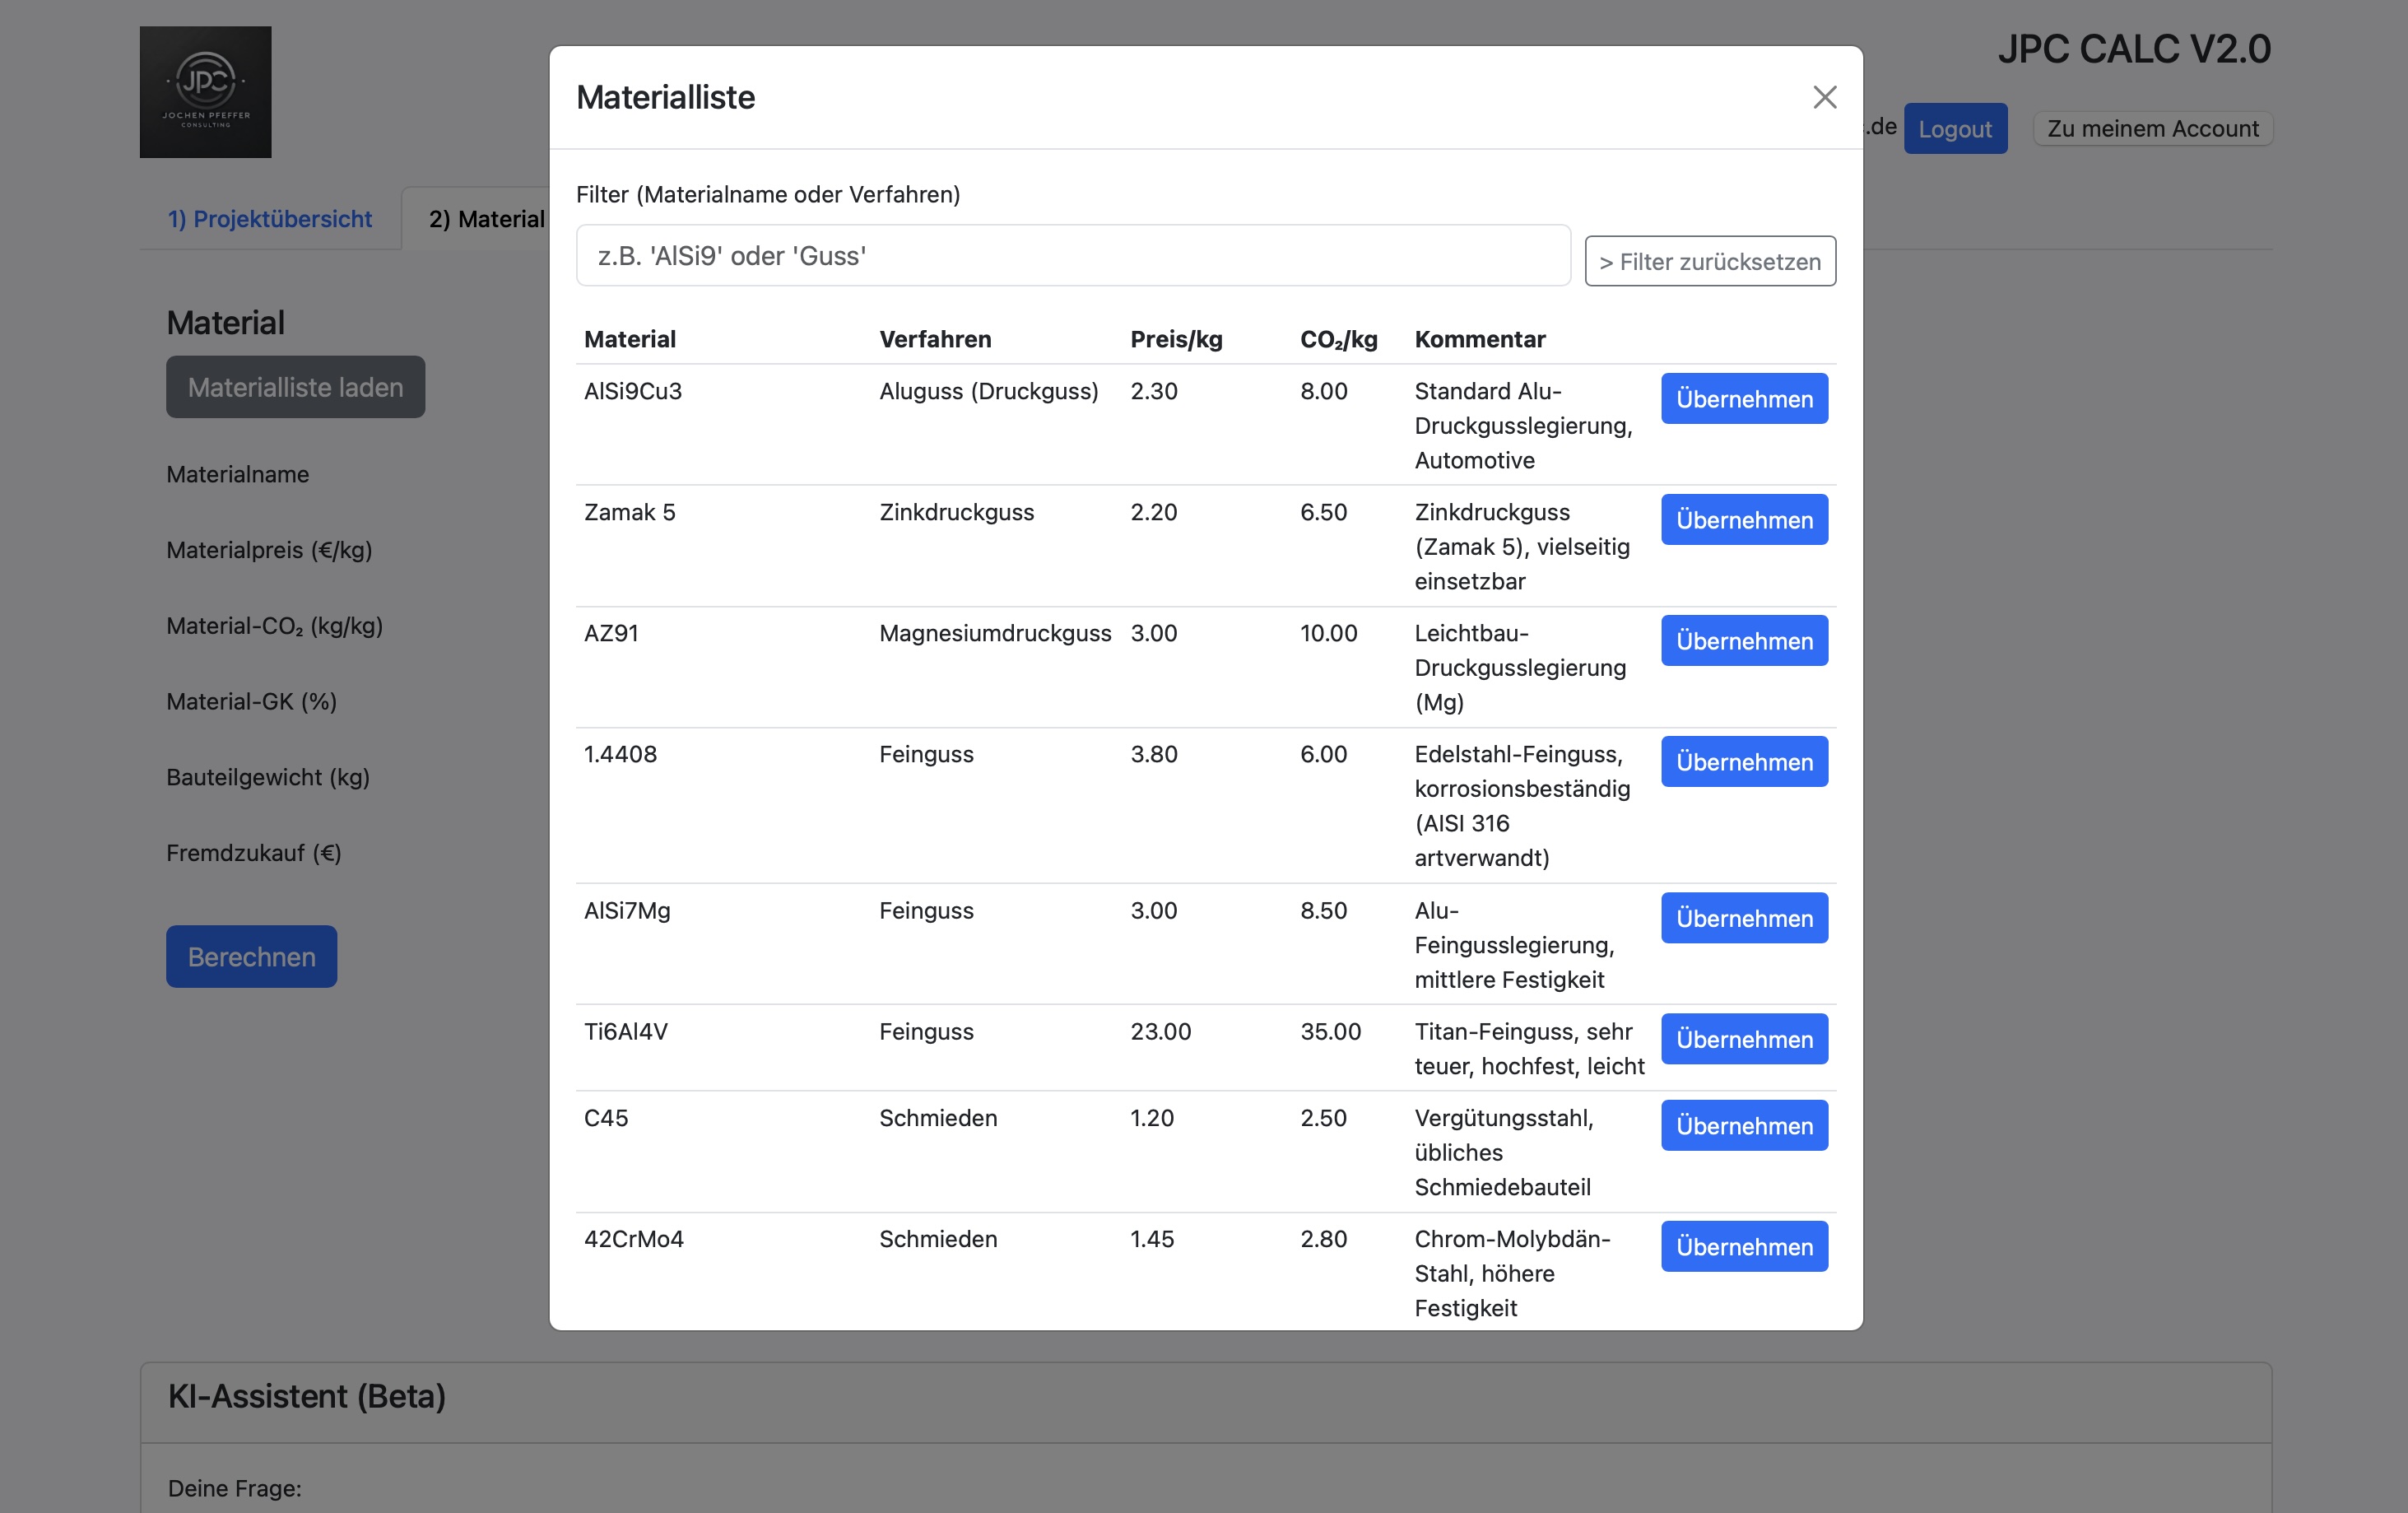 JPC
JOCHEN PFEFFER
CONSULTING
JPC CALC V2.0
.de
Logout
Zu meinem Account
1) Projektübersicht
2) Material
Material
Materialliste laden
Materialname
Materialpreis (€/kg)
Material-CO₂ (kg/kg)
Material-GK (%)
Bauteilgewicht (kg)
Fremdzukauf (€)
Berechnen
Materialliste
Filter (Materialname oder Verfahren)
z.B. 'AlSi9' oder 'Guss'
> Filter zurücksetzen
Material Verfahren Preis/kg CO₂/kg Kommentar
AlSi9Cu3 Aluguss (Druckguss) 2.30 8.00 Standard Alu- Übernehmen
Druckgusslegierung,
Automotive
Zamak 5 Zinkdruckguss 2.20 6.50 Zinkdruckguss Übernehmen
(Zamak 5), vielseitig
einsetzbar
AZ91 Magnesiumdruckguss 3.00 10.00 Leichtbau- Übernehmen
Druckgusslegierung
(Mg)
1.4408 Feinguss 3.80 6.00 Edelstahl-Feinguss, Übernehmen
korrosionsbeständig
(AISI 316
artverwandt)
AlSi7Mg Feinguss 3.00 8.50 Alu- Übernehmen
Feingusslegierung,
mittlere Festigkeit
Ti6Al4V Feinguss 23.00 35.00 Titan-Feinguss, sehr Übernehmen
teuer, hochfest, leicht
C45 Schmieden 1.20 2.50 Vergütungsstahl, Übernehmen
übliches
Schmiedebauteil
42CrMo4 Schmieden 1.45 2.80 Chrom-Molybdän- Übernehmen
Stahl, höhere
Festigkeit
KI-Assistent (Beta)
Deine Frage: